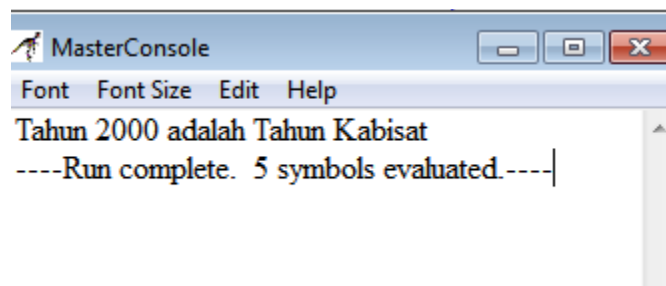 MasterConsole
Font Font Size Edit Help
Tahun 2000 adalah Tahun Kabisat
----Run complete.  5 symbols evaluated.----